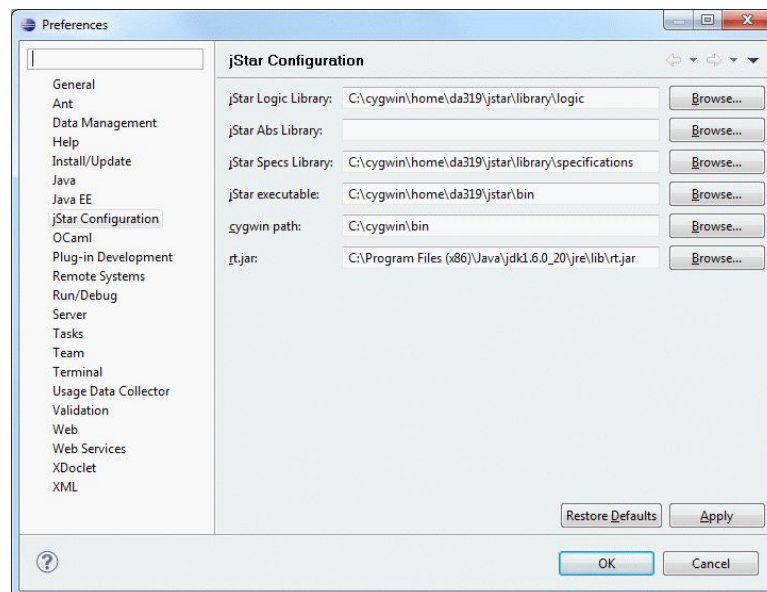 Preferences
jStar Configuration
General
Ant
Data Management
Help
Install/Update
Java
Java EE
jStar Configuration
OCaml
Plug-in Development
Remote Systems
Run/Debug
Server
Tasks
Team
Terminal
Usage Data Collector
Validation
Web
Web Services
XDoclet
XML
jStar Logic Library: C:\cygwin\home\da319\jstar\library\logic Browse...
jStar Abs Library: Browse...
jStar Specs Library: C:\cygwin\home\da319\jstar\library\specifications Browse...
jStar executable: C:\cygwin\home\da319\jstar\bin Browse...
cygwin path: C:\cygwin\bin Browse...
rt.jar: C:\Program Files (x86)\Java\jdk1.6.0_20\jre\lib\rt.jar Browse...
Restore Defaults Apply
? OK Cancel